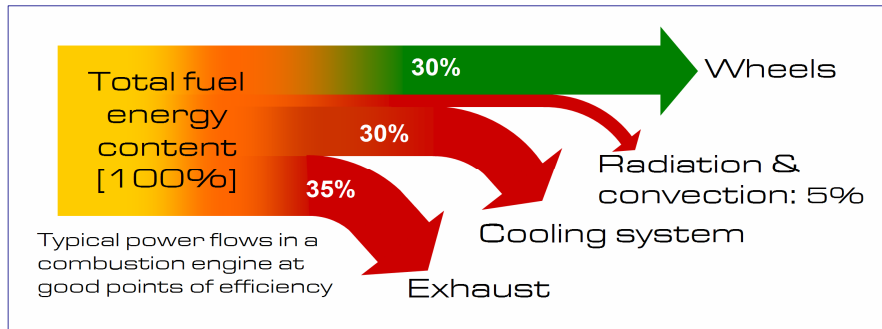 Total fuel
energy
content
[100%]
30%
Wheels
30%
Radiation &
convection: 5%
35%
Cooling system
Typical power flows in a
combustion engine at
good points of efficiency
Exhaust